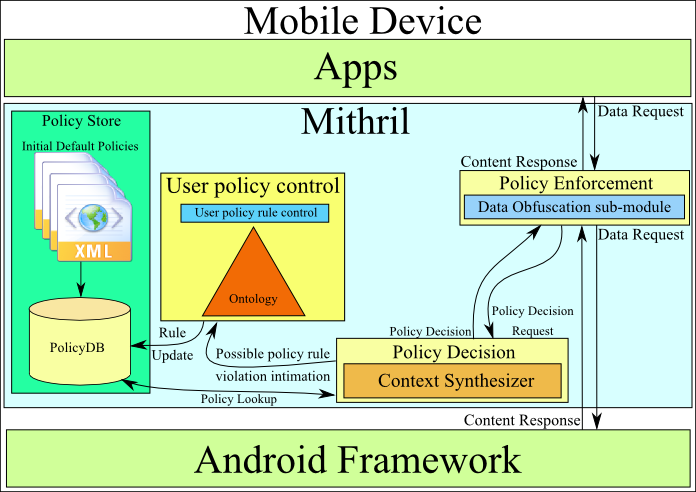 Mobile Device
Apps
Data Request
Mithril
Policy Store
Initial Default Policies
XML
PolicyDB
User policy control
User policy rule control
Ontology
Content Response
Policy Enforcement
Data Obfuscation sub-module
Data Request
Policy Decision
Request
Policy Decision
Rule
Update
Possible policy rule
violation intimation
Policy Lookup
Policy Decision
Context Synthesizer
Content Response
Android Framework